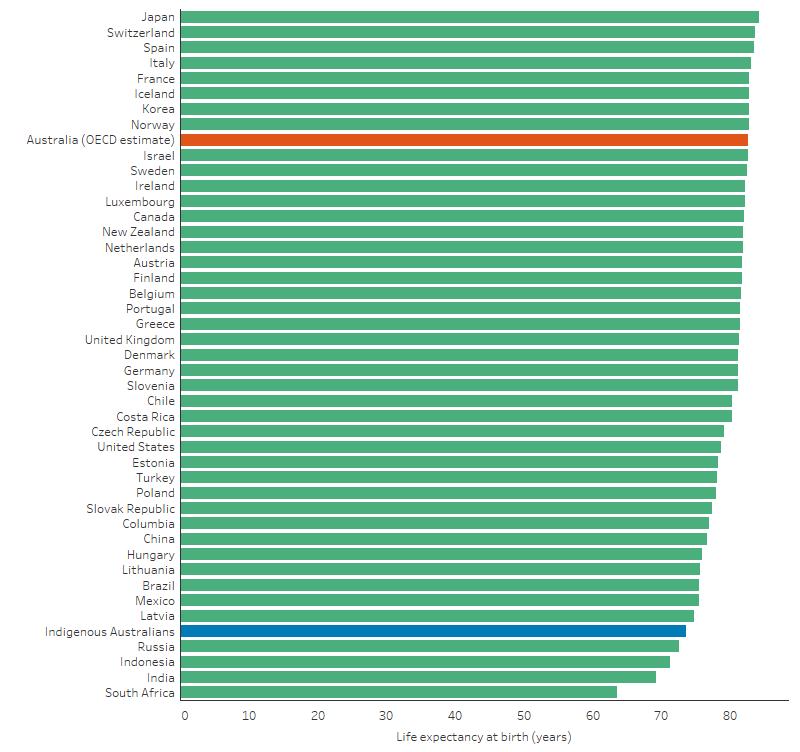 Japan
Switzerland
Spain
Italy
France
Iceland
Korea
Norway
Australia (OECD estimate)
Israel
Sweden
Ireland
Luxembourg
Canada
New Zealand
Netherlands
Austria
Finland
Belgium
Portugal
Greece
United Kingdom
Denmark
Germany
Slovenia
Chile
Costa Rica
Czech Republic
United States
Estonia
Turkey
Poland
Slovak Republic
Columbia
China
Hungary
Lithuania
Brazil
Mexico
Latvia
Indigenous Australians
Russia
Indonesia
India
South Africa
0 10 20 30 40 50 60 70 80
Life expectancy at birth (years)